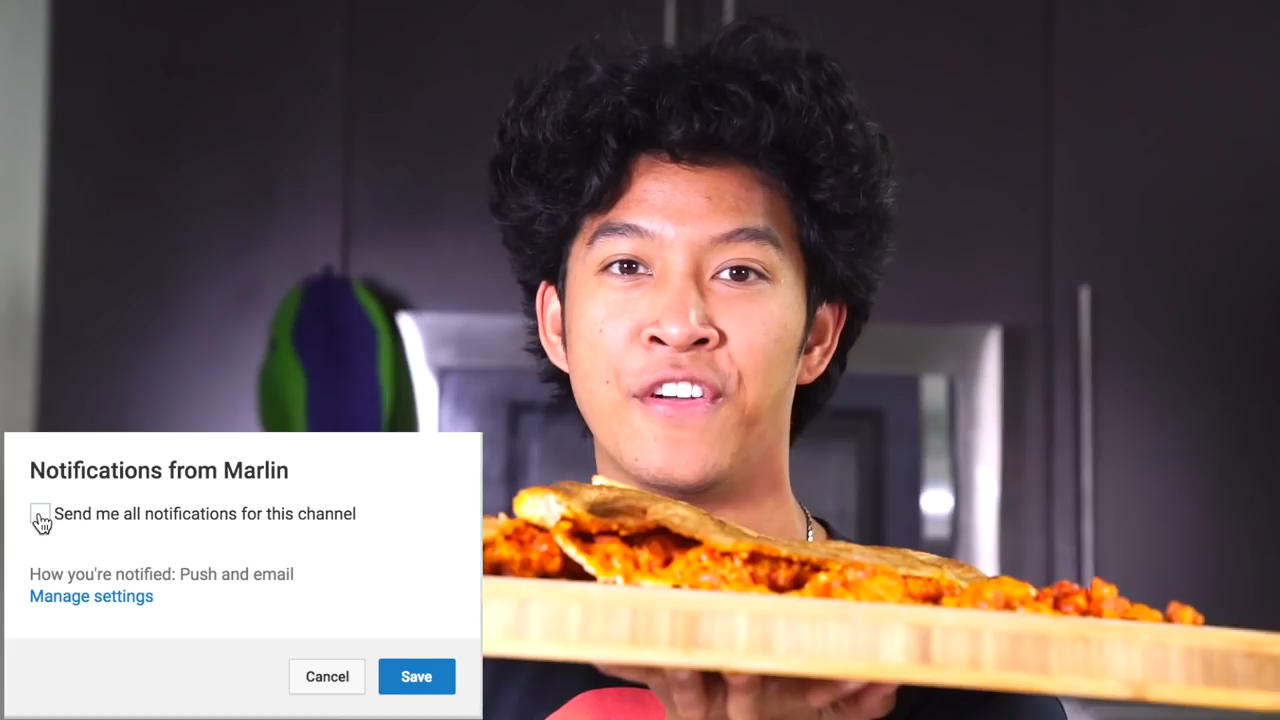 Notifications from Marlin
Send me all notifications for this channel
How you're notified: Push and email
Manage settings
Cancel
Save